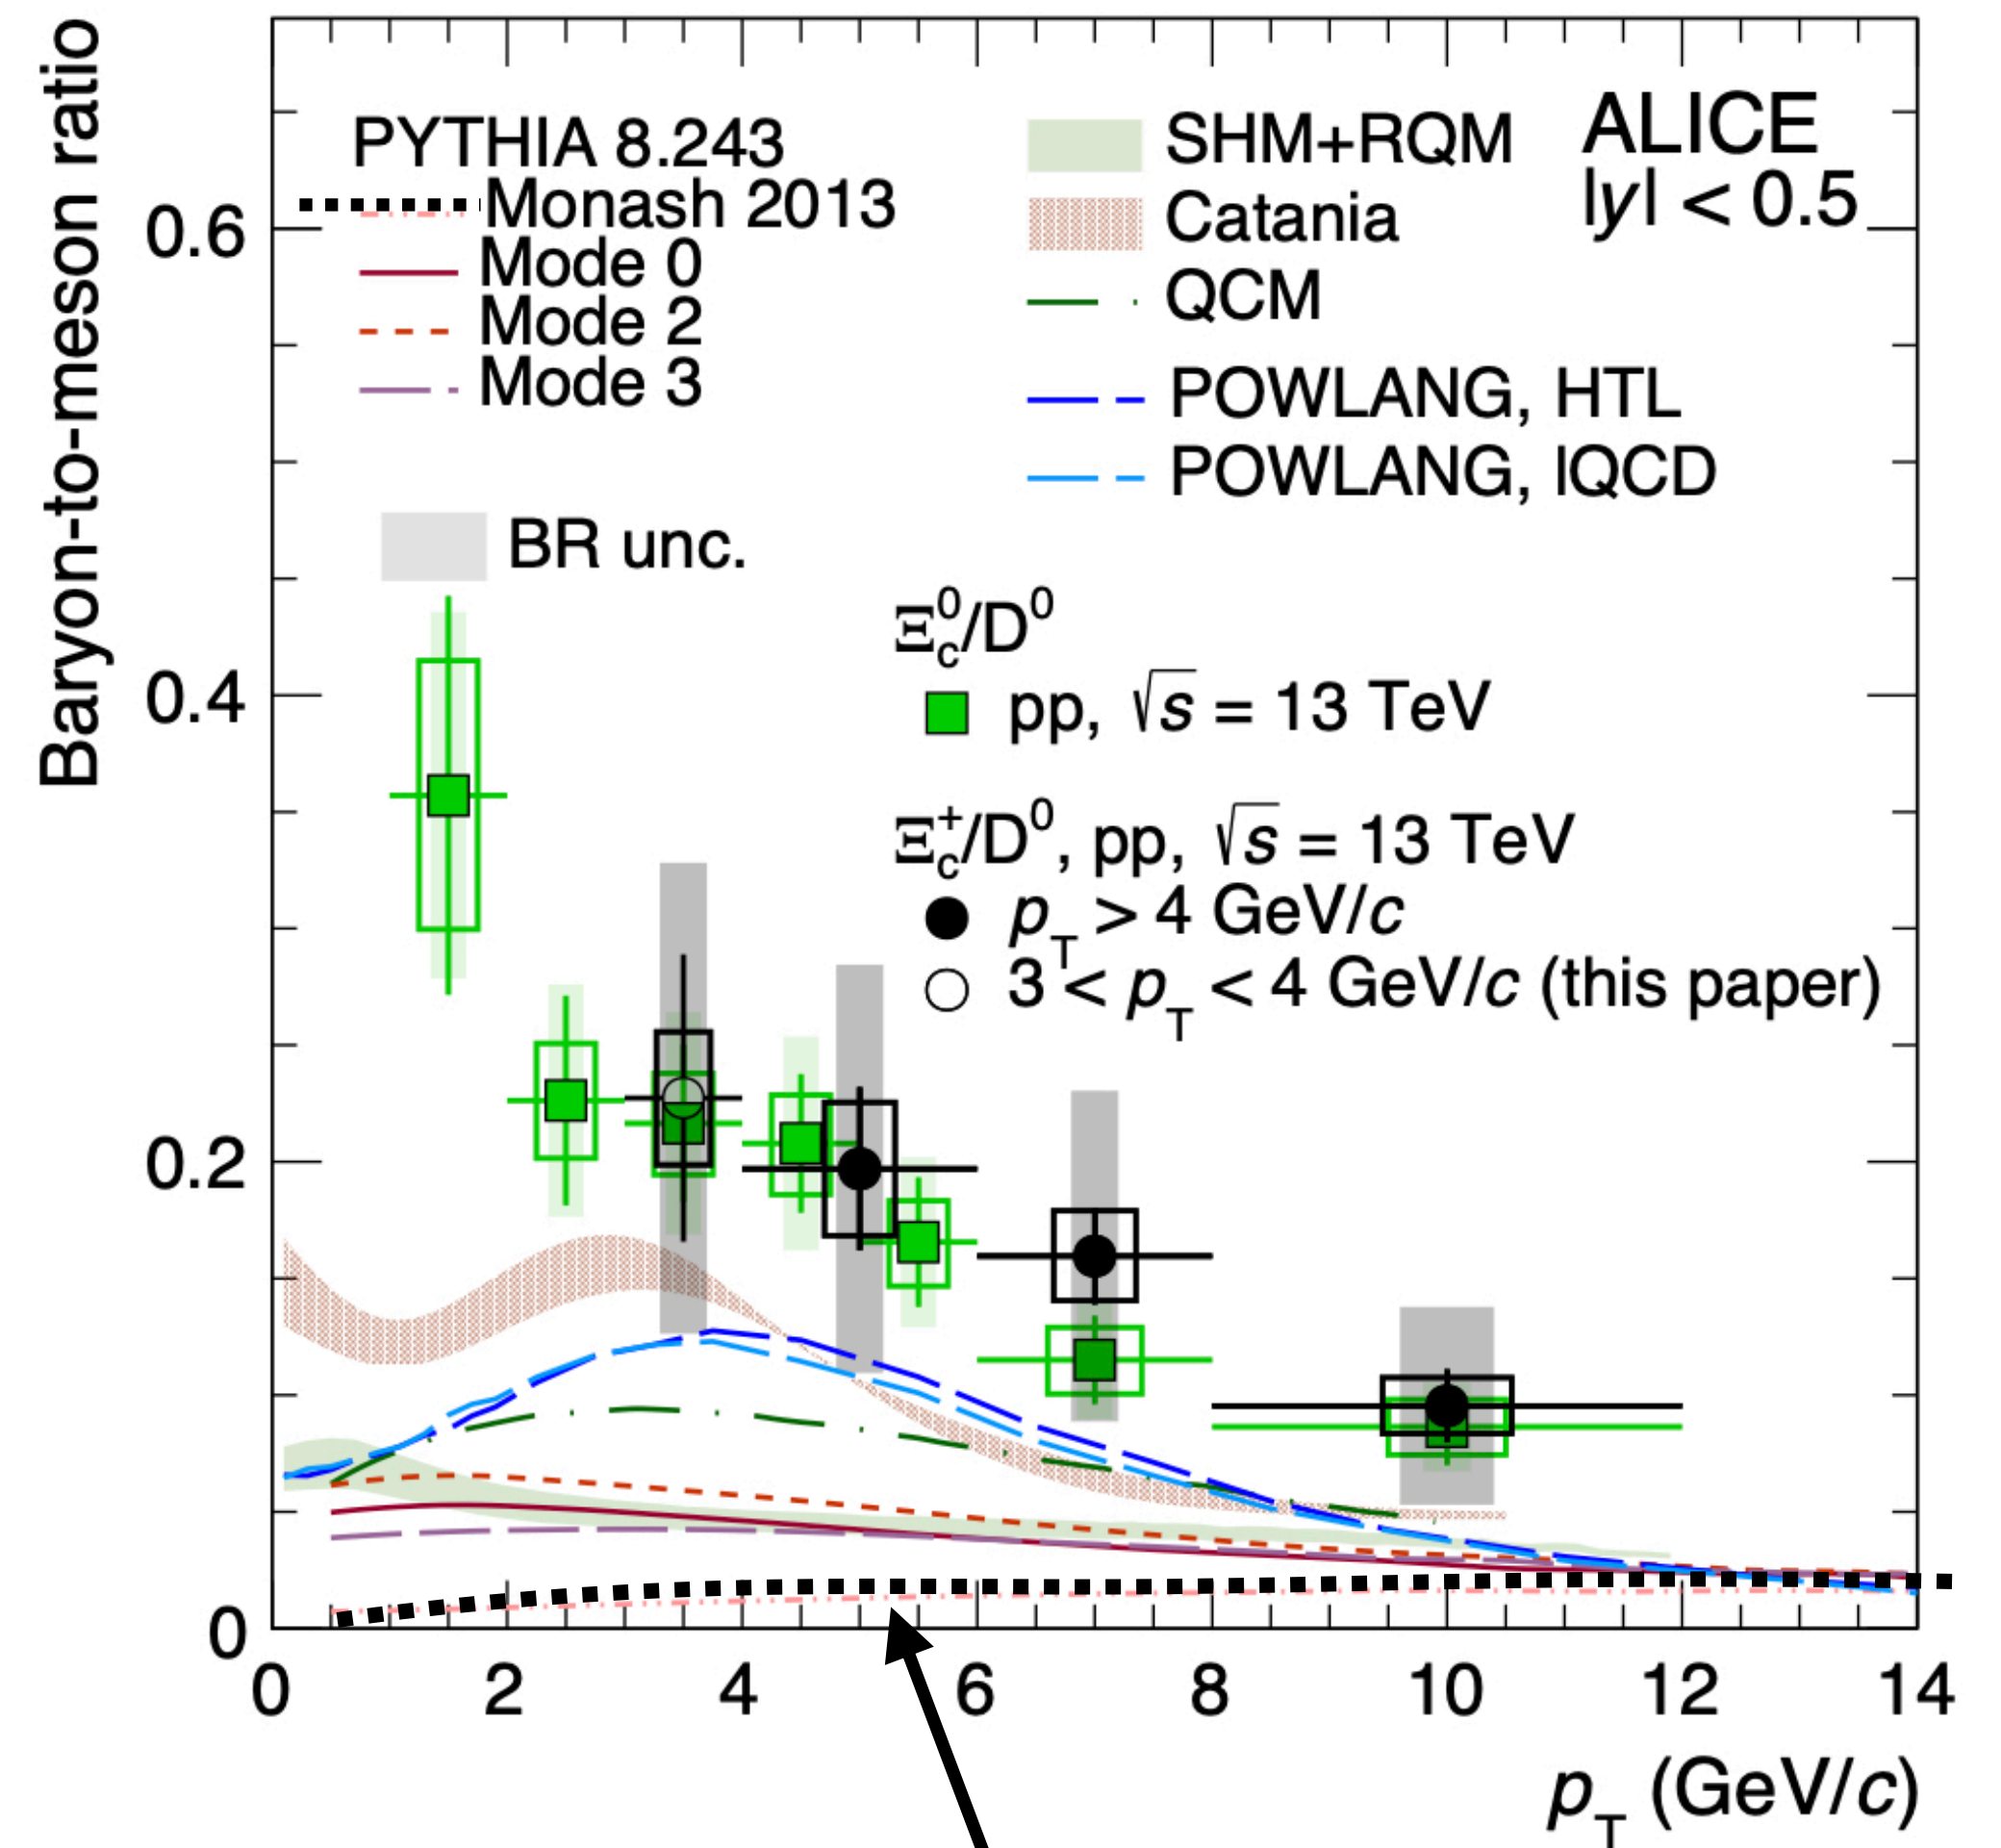 Baryon-to-meson ratio
PYTHIA 8.243
Monash 2013
Mode 0
Mode 2
Mode 3
BR unc.
SHM+RQM
Catania
QCM
POWLANG, HTL
POWLANG, lQCD
ALICE
|y| < 0.5
Ξc0/D0
pp, √s = 13 TeV
Ξc+/D0, pp, √s = 13 TeV
pT > 4 GeV/c
3 < pT < 4 GeV/c (this paper)
0.6
0.4
0.2
0
0 2 4 6 8 10 12 14
pT (GeV/c)